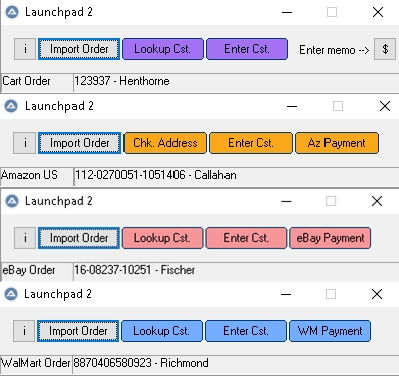 Launchpad 2
i Import Order Lookup Cst. Enter Cst. Enter memo --> $
Cart Order 123937 - Henthorne
Launchpad 2
i Import Order Chk. Address Enter Cst. Az Payment
Amazon US 112-0270051-1051406 - Callahan
Launchpad 2
i Import Order Lookup Cst. Enter Cst. eBay Payment
eBay Order 16-08237-10251 - Fischer
Launchpad 2
i Import Order Lookup Cst. Enter Cst. WM Payment
WalMart Order 8870406580923 - Richmond